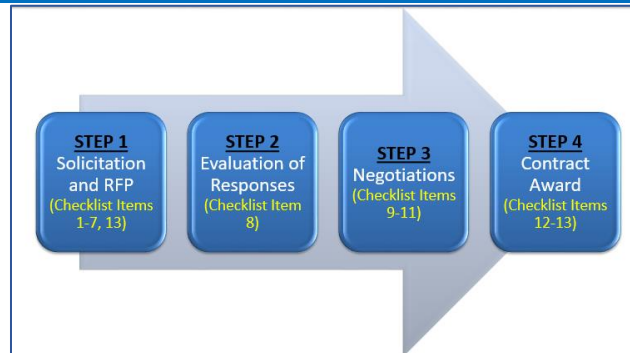 STEP 1
Solicitation
and RFP
(Checklist Items
1-7, 13)
STEP 2
Evaluation of
Responses
(Checklist Item
8)
STEP 3
Negotiations
(Checklist Items
9-11)
STEP 4
Contract
Award
(Checklist Items
12-13)